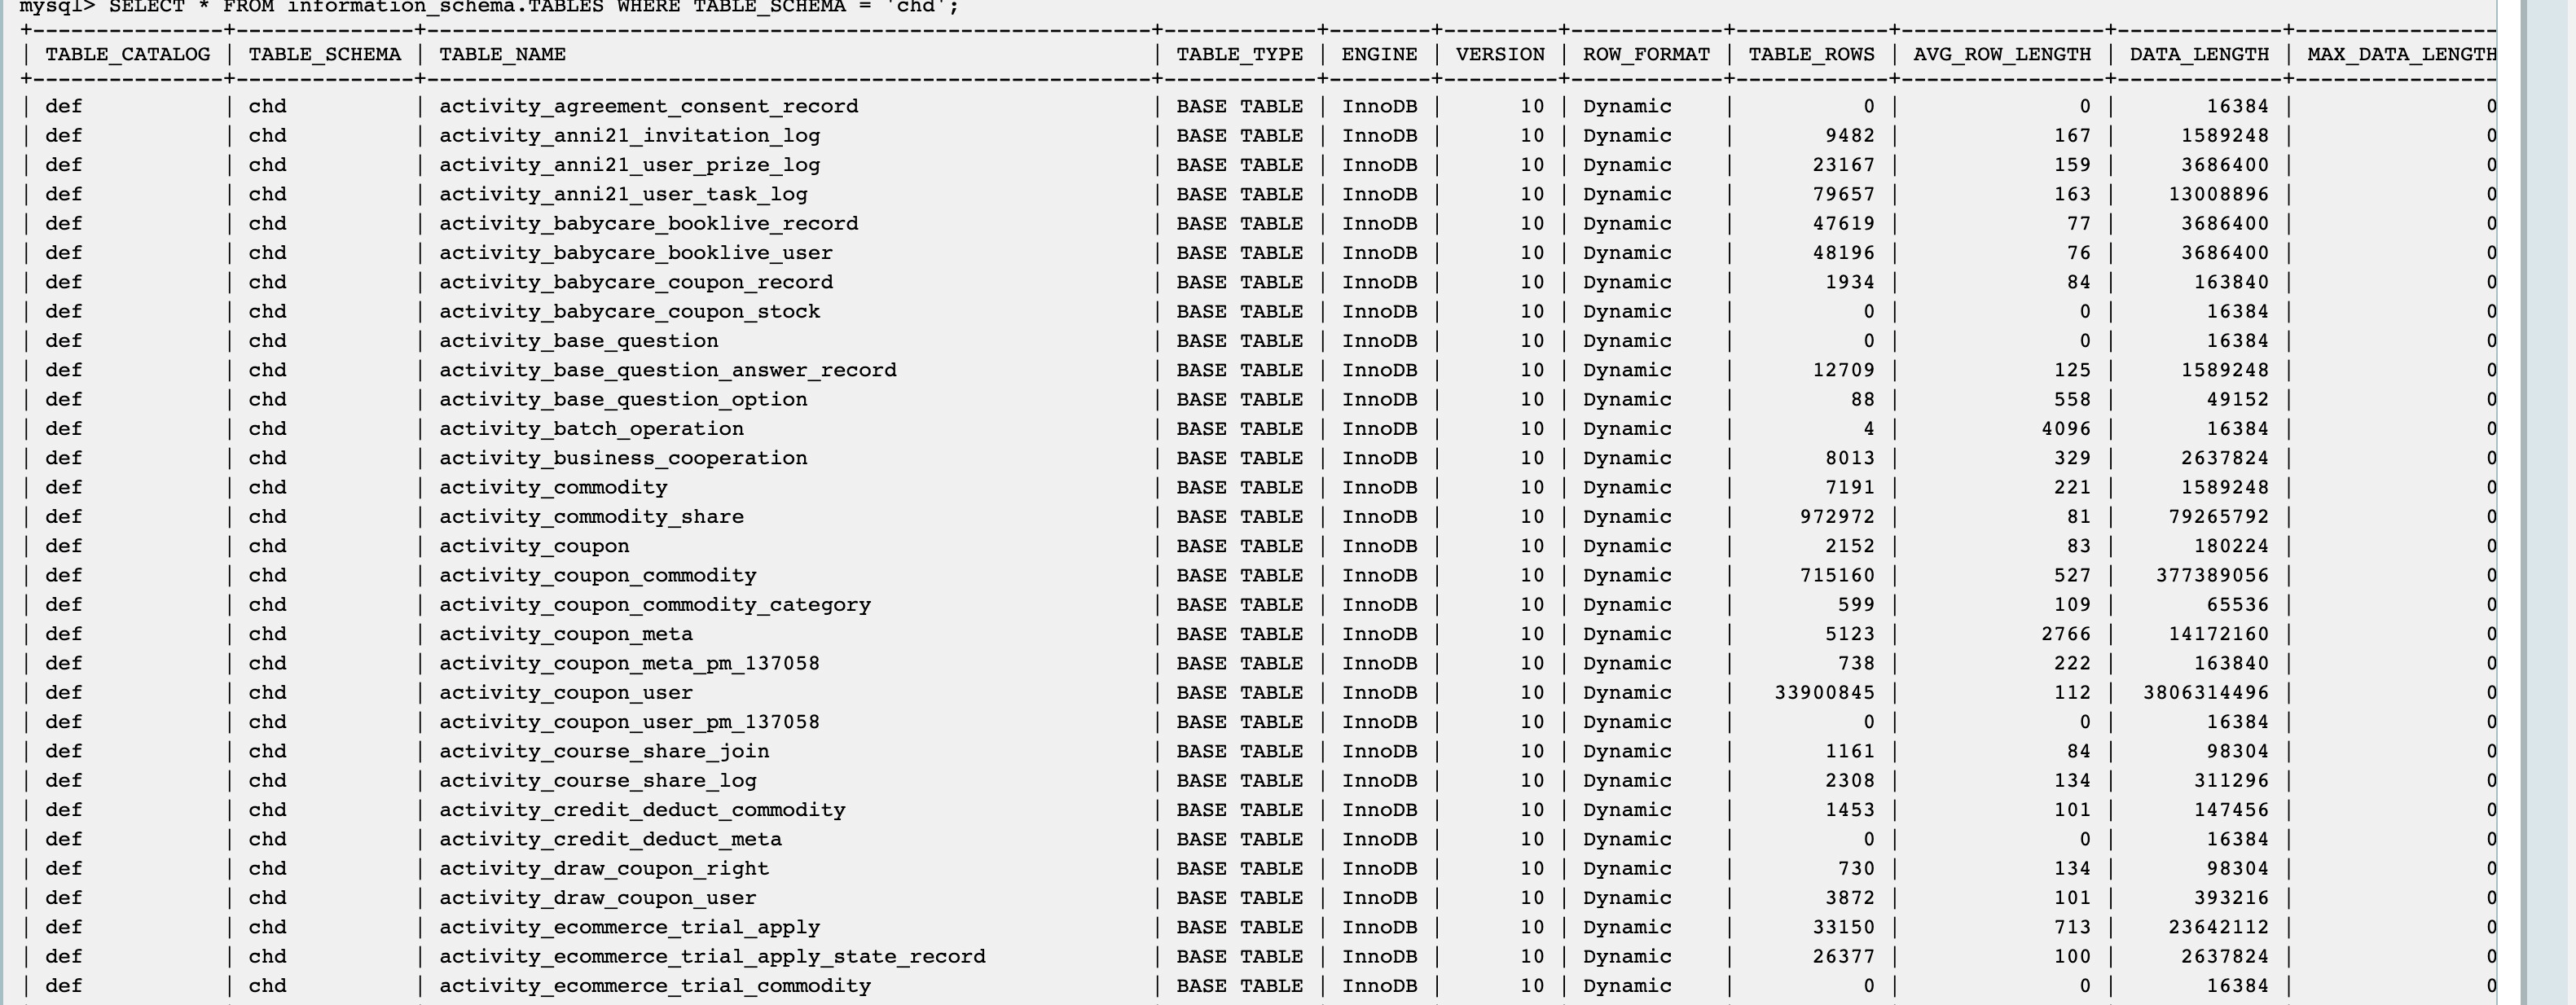 mysql> SELECT * FROM information_schema.TABLES WHERE TABLE_SCHEMA = 'chd';
+---------------+--------------+---------------------------------------------------------+------------+--------+---------+------------+------------+----------------+-------------+----------------
| TABLE_CATALOG | TABLE_SCHEMA | TABLE_NAME | TABLE_TYPE | ENGINE | VERSION | ROW_FORMAT | TABLE_ROWS | AVG_ROW_LENGTH | DATA_LENGTH | MAX_DATA_LENGTH
+---------------+--------------+---------------------------------------------------------+------------+--------+---------+------------+------------+----------------+-------------+----------------
| def | chd | activity_agreement_consent_record | BASE TABLE | InnoDB | 10 | Dynamic | 0 | 0 | 16384 | 0
| def | chd | activity_anni21_invitation_log | BASE TABLE | InnoDB | 10 | Dynamic | 9482 | 167 | 1589248 | 0
| def | chd | activity_anni21_user_prize_log | BASE TABLE | InnoDB | 10 | Dynamic | 23167 | 159 | 3686400 | 0
| def | chd | activity_anni21_user_task_log | BASE TABLE | InnoDB | 10 | Dynamic | 79657 | 163 | 13008896 | 0
| def | chd | activity_babycare_booklive_record | BASE TABLE | InnoDB | 10 | Dynamic | 47619 | 77 | 3686400 | 0
| def | chd | activity_babycare_booklive_user | BASE TABLE | InnoDB | 10 | Dynamic | 48196 | 76 | 3686400 | 0
| def | chd | activity_babycare_coupon_record | BASE TABLE | InnoDB | 10 | Dynamic | 1934 | 84 | 163840 | 0
| def | chd | activity_babycare_coupon_stock | BASE TABLE | InnoDB | 10 | Dynamic | 0 | 0 | 16384 | 0
| def | chd | activity_base_question | BASE TABLE | InnoDB | 10 | Dynamic | 0 | 0 | 16384 | 0
| def | chd | activity_base_question_answer_record | BASE TABLE | InnoDB | 10 | Dynamic | 12709 | 125 | 1589248 | 0
| def | chd | activity_base_question_option | BASE TABLE | InnoDB | 10 | Dynamic | 88 | 558 | 49152 | 0
| def | chd | activity_batch_operation | BASE TABLE | InnoDB | 10 | Dynamic | 4 | 4096 | 16384 | 0
| def | chd | activity_business_cooperation | BASE TABLE | InnoDB | 10 | Dynamic | 8013 | 329 | 2637824 | 0
| def | chd | activity_commodity | BASE TABLE | InnoDB | 10 | Dynamic | 7191 | 221 | 1589248 | 0
| def | chd | activity_commodity_share | BASE TABLE | InnoDB | 10 | Dynamic | 972972 | 81 | 79265792 | 0
| def | chd | activity_coupon | BASE TABLE | InnoDB | 10 | Dynamic | 2152 | 83 | 180224 | 0
| def | chd | activity_coupon_commodity | BASE TABLE | InnoDB | 10 | Dynamic | 715160 | 527 | 377389056 | 0
| def | chd | activity_coupon_commodity_category | BASE TABLE | InnoDB | 10 | Dynamic | 599 | 109 | 65536 | 0
| def | chd | activity_coupon_meta | BASE TABLE | InnoDB | 10 | Dynamic | 5123 | 2766 | 14172160 | 0
| def | chd | activity_coupon_meta_pm_137058 | BASE TABLE | InnoDB | 10 | Dynamic | 738 | 222 | 163840 | 0
| def | chd | activity_coupon_user | BASE TABLE | InnoDB | 10 | Dynamic | 33900845 | 112 | 3806314496 | 0
| def | chd | activity_coupon_user_pm_137058 | BASE TABLE | InnoDB | 10 | Dynamic | 0 | 0 | 16384 | 0
| def | chd | activity_course_share_join | BASE TABLE | InnoDB | 10 | Dynamic | 1161 | 84 | 98304 | 0
| def | chd | activity_course_share_log | BASE TABLE | InnoDB | 10 | Dynamic | 2308 | 134 | 311296 | 0
| def | chd | activity_credit_deduct_commodity | BASE TABLE | InnoDB | 10 | Dynamic | 1453 | 101 | 147456 | 0
| def | chd | activity_credit_deduct_meta | BASE TABLE | InnoDB | 10 | Dynamic | 0 | 0 | 16384 | 0
| def | chd | activity_draw_coupon_right | BASE TABLE | InnoDB | 10 | Dynamic | 730 | 134 | 98304 | 0
| def | chd | activity_draw_coupon_user | BASE TABLE | InnoDB | 10 | Dynamic | 3872 | 101 | 393216 | 0
| def | chd | activity_ecommerce_trial_apply | BASE TABLE | InnoDB | 10 | Dynamic | 33150 | 713 | 23642112 | 0
| def | chd | activity_ecommerce_trial_apply_state_record | BASE TABLE | InnoDB | 10 | Dynamic | 26377 | 100 | 2637824 | 0
| def | chd | activity_ecommerce_trial_commodity | BASE TABLE | InnoDB | 10 | Dynamic | 0 | 0 | 16384 | 0